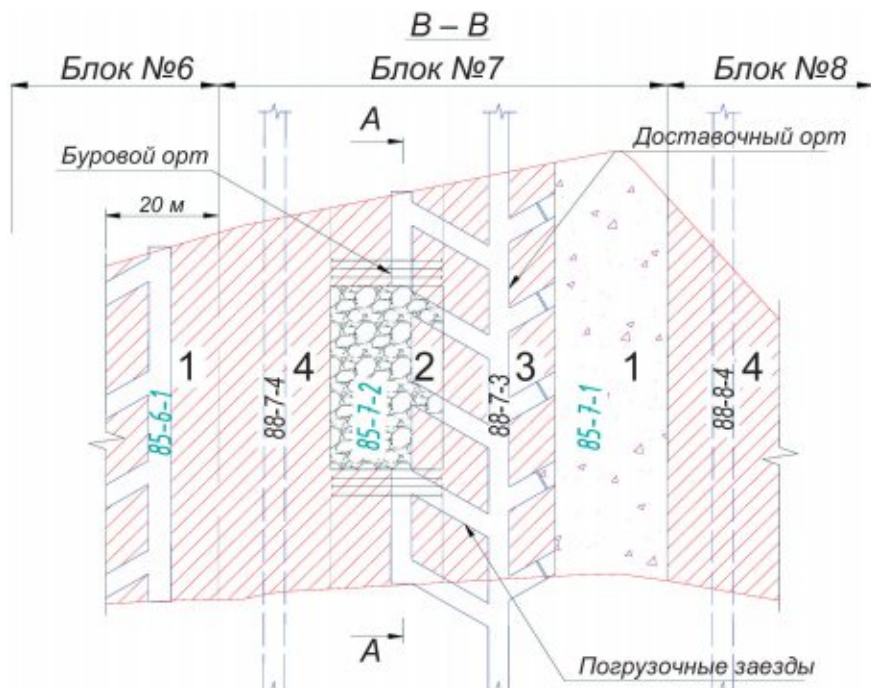 В – В
Блок №6
Блок №7
Блок №8
А
Буровой орт
Доставочный орт
20 м
1
85-6-1
4
88-7-4
2
85-7-2
3
88-7-3
1
85-7-1
4
88-8-4
А
Погрузочные заезды